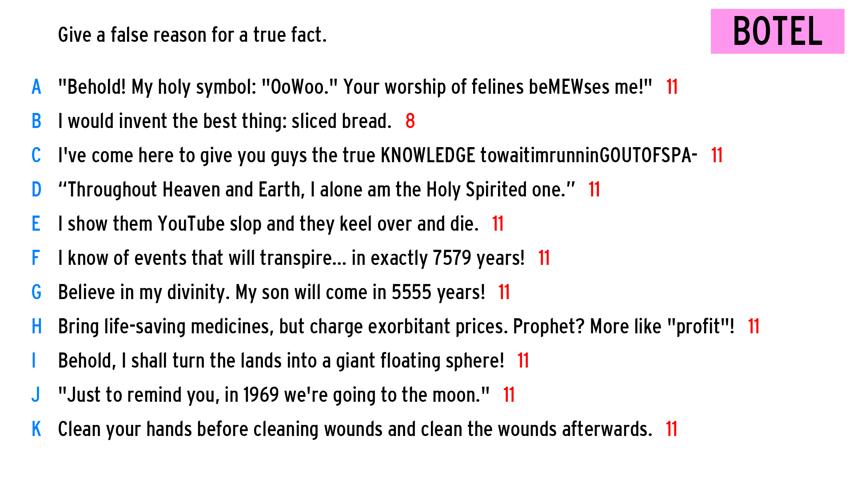 Give a false reason for a true fact.
BOTEL
A "Behold! My holy symbol: "OoWoo." Your worship of felines beMEWses me!" 11
B I would invent the best thing: sliced bread. 8
C I've come here to give you guys the true KNOWLEDGE towaitimrunninGOUTOFSPA- 11
D “Throughout Heaven and Earth, I alone am the Holy Spirited one.” 11
E I show them YouTube slop and they keel over and die. 11
F I know of events that will transpire... in exactly 7579 years! 11
G Believe in my divinity. My son will come in 5555 years! 11
H Bring life-saving medicines, but charge exorbitant prices. Prophet? More like "profit"! 11
I Behold, I shall turn the lands into a giant floating sphere! 11
J "Just to remind you, in 1969 we're going to the moon." 11
K Clean your hands before cleaning wounds and clean the wounds afterwards. 11